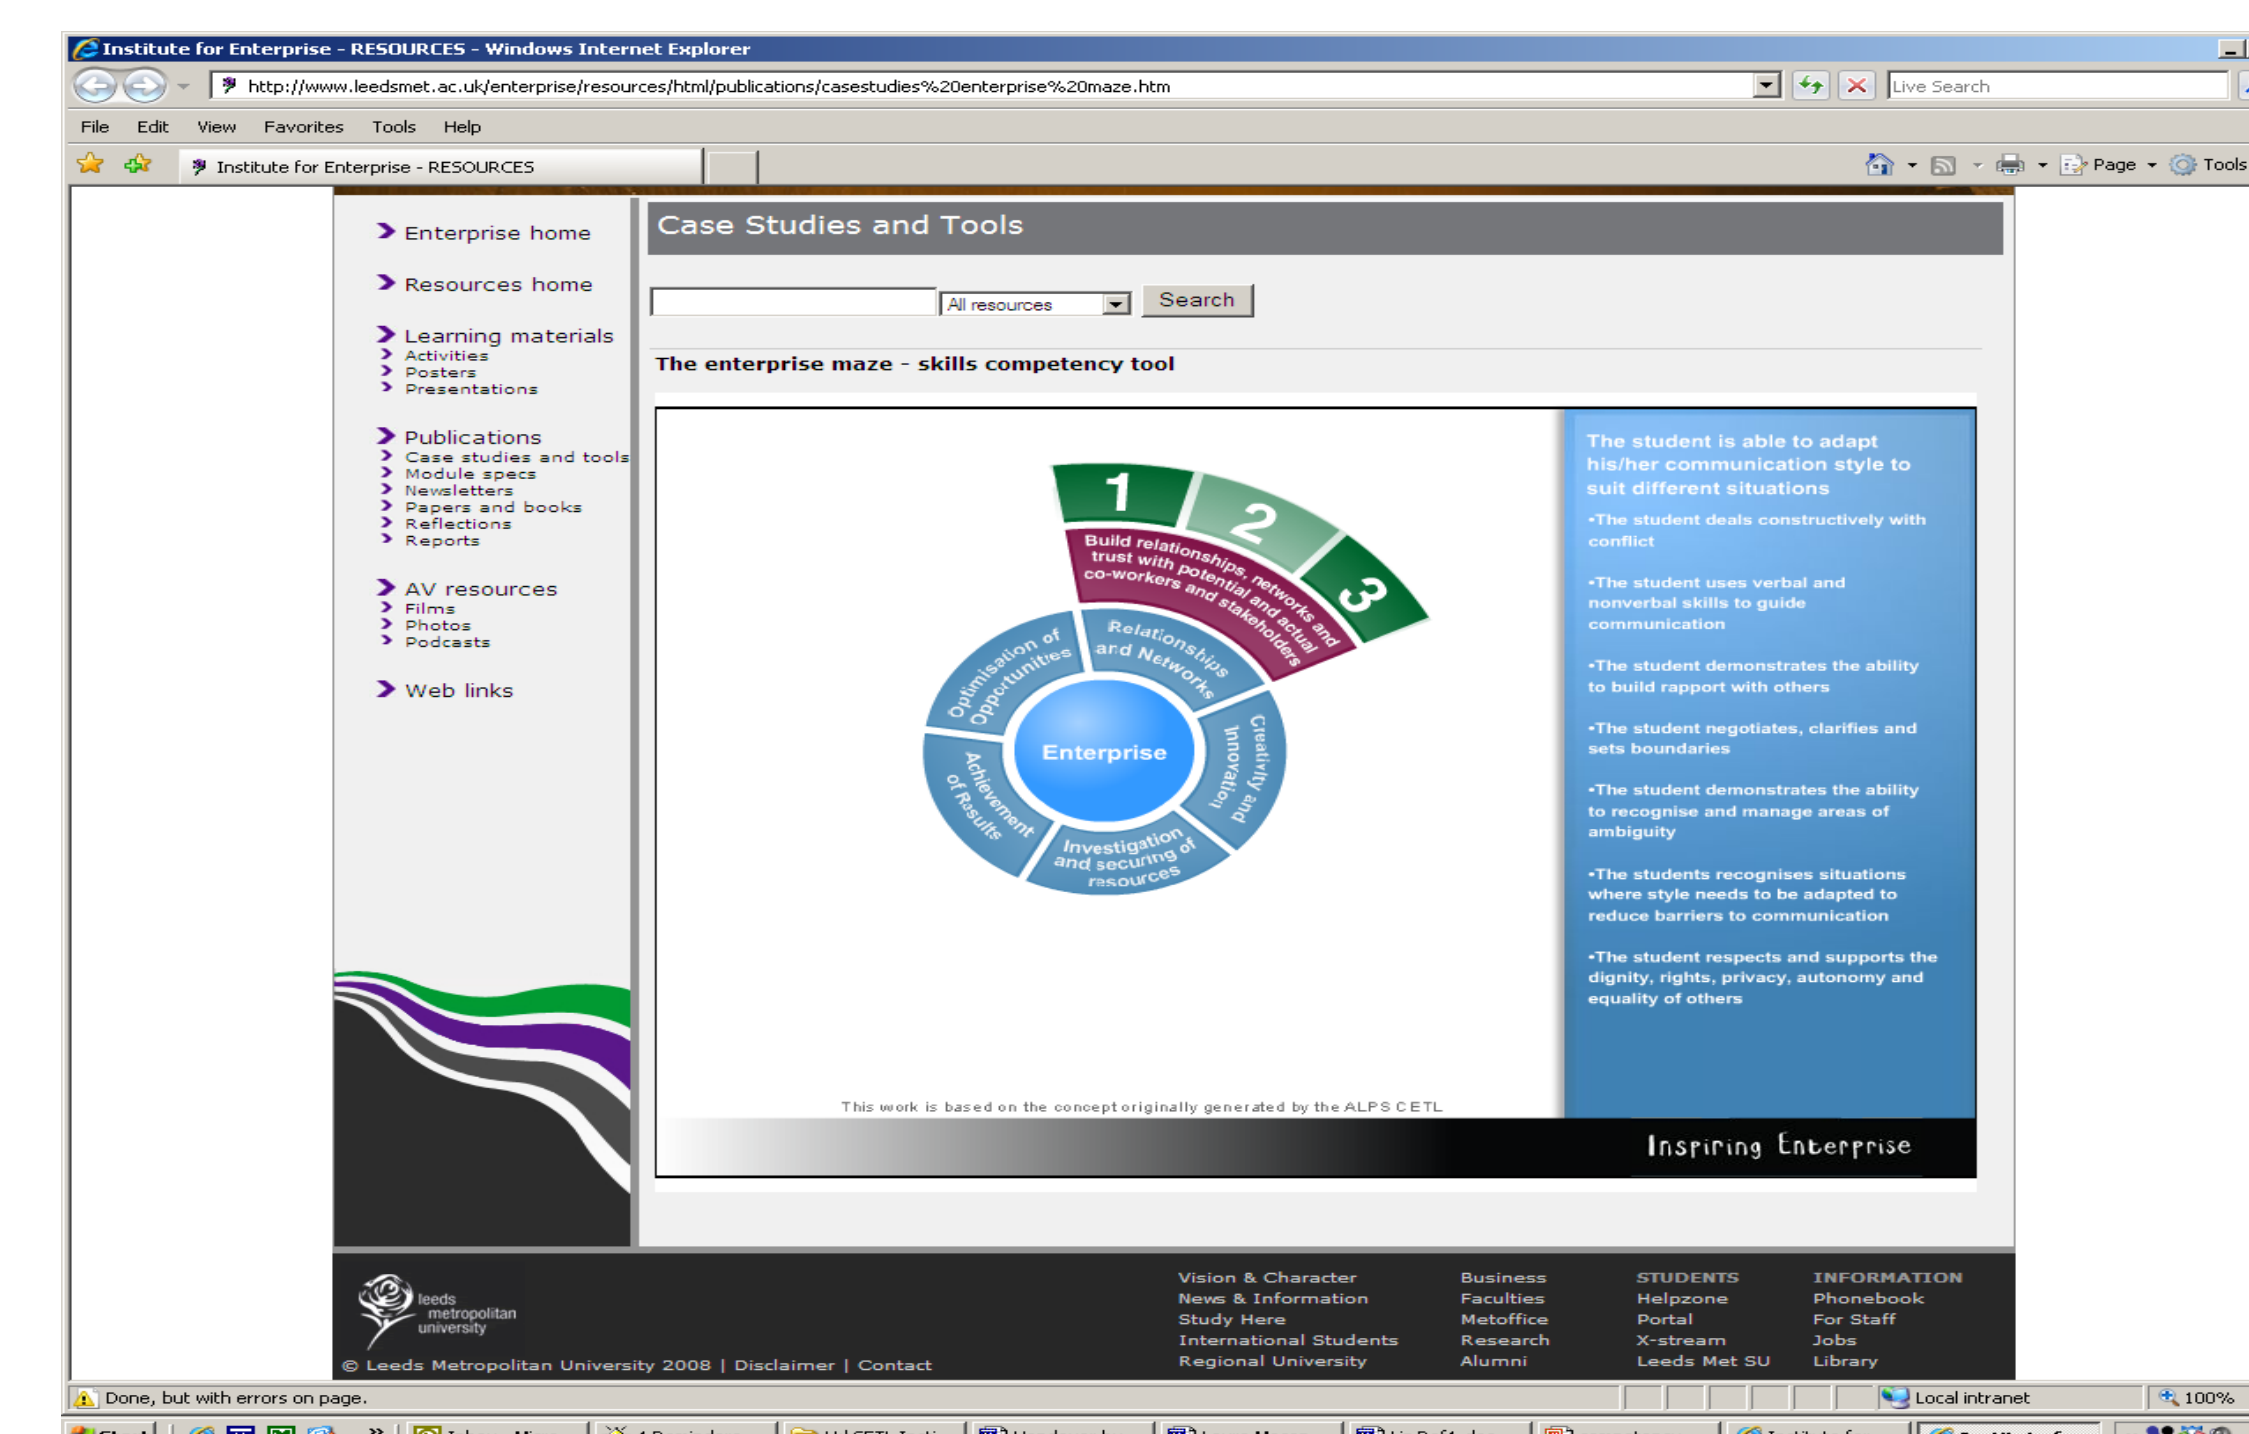 Institute for Enterprise - RESOURCES - Windows Internet Explorer
http://www.leedsmet.ac.uk/enterprise/resources/html/publications/casestudies%20enterprise%20maze.htm
Live Search
File Edit View Favorites Tools Help
Institute for Enterprise - RESOURCES
Page Tools
Enterprise home
Resources home
Learning materials
Activities
Posters
Presentations
Publications
Case studies and tools
Module specs
Newsletters
Papers and books
Reflections
Reports
AV resources
Films
Photos
Podcasts
Web links
Case Studies and Tools
All resources
Search
The enterprise maze - skills competency tool
1
2
3
Build relationships, networks and
trust with potential and actual
co-workers and stakeholders
Relationships
and Networks
Creativity and
Innovation
Investigation
and securing of
resources
Achievement
of Results
Optimisation of
Opportunities
Enterprise
The student is able to adapt
his/her communication style to
suit different situations
•The student deals constructively with
conflict
•The student uses verbal and
nonverbal skills to guide
communication
•The student demonstrates the ability
to build rapport with others
•The student negotiates, clarifies and
sets boundaries
•The student demonstrates the ability
to recognise and manage areas of
ambiguity
•The students recognises situations
where style needs to be adapted to
reduce barriers to communication
•The student respects and supports the
dignity, rights, privacy, autonomy and
equality of others
This work is based on the concept originally generated by the ALPS CETL
Inspiring Enterprise
leeds
metropolitan
university
© Leeds Metropolitan University 2008 | Disclaimer | Contact
Vision & Character
News & Information
Study Here
International Students
Regional University
Business
Faculties
Metoffice
Research
Alumni
STUDENTS
Helpzone
Portal
X-stream
Leeds Met SU
INFORMATION
Phonebook
For Staff
Jobs
Library
Done, but with errors on page.
Local intranet
100%